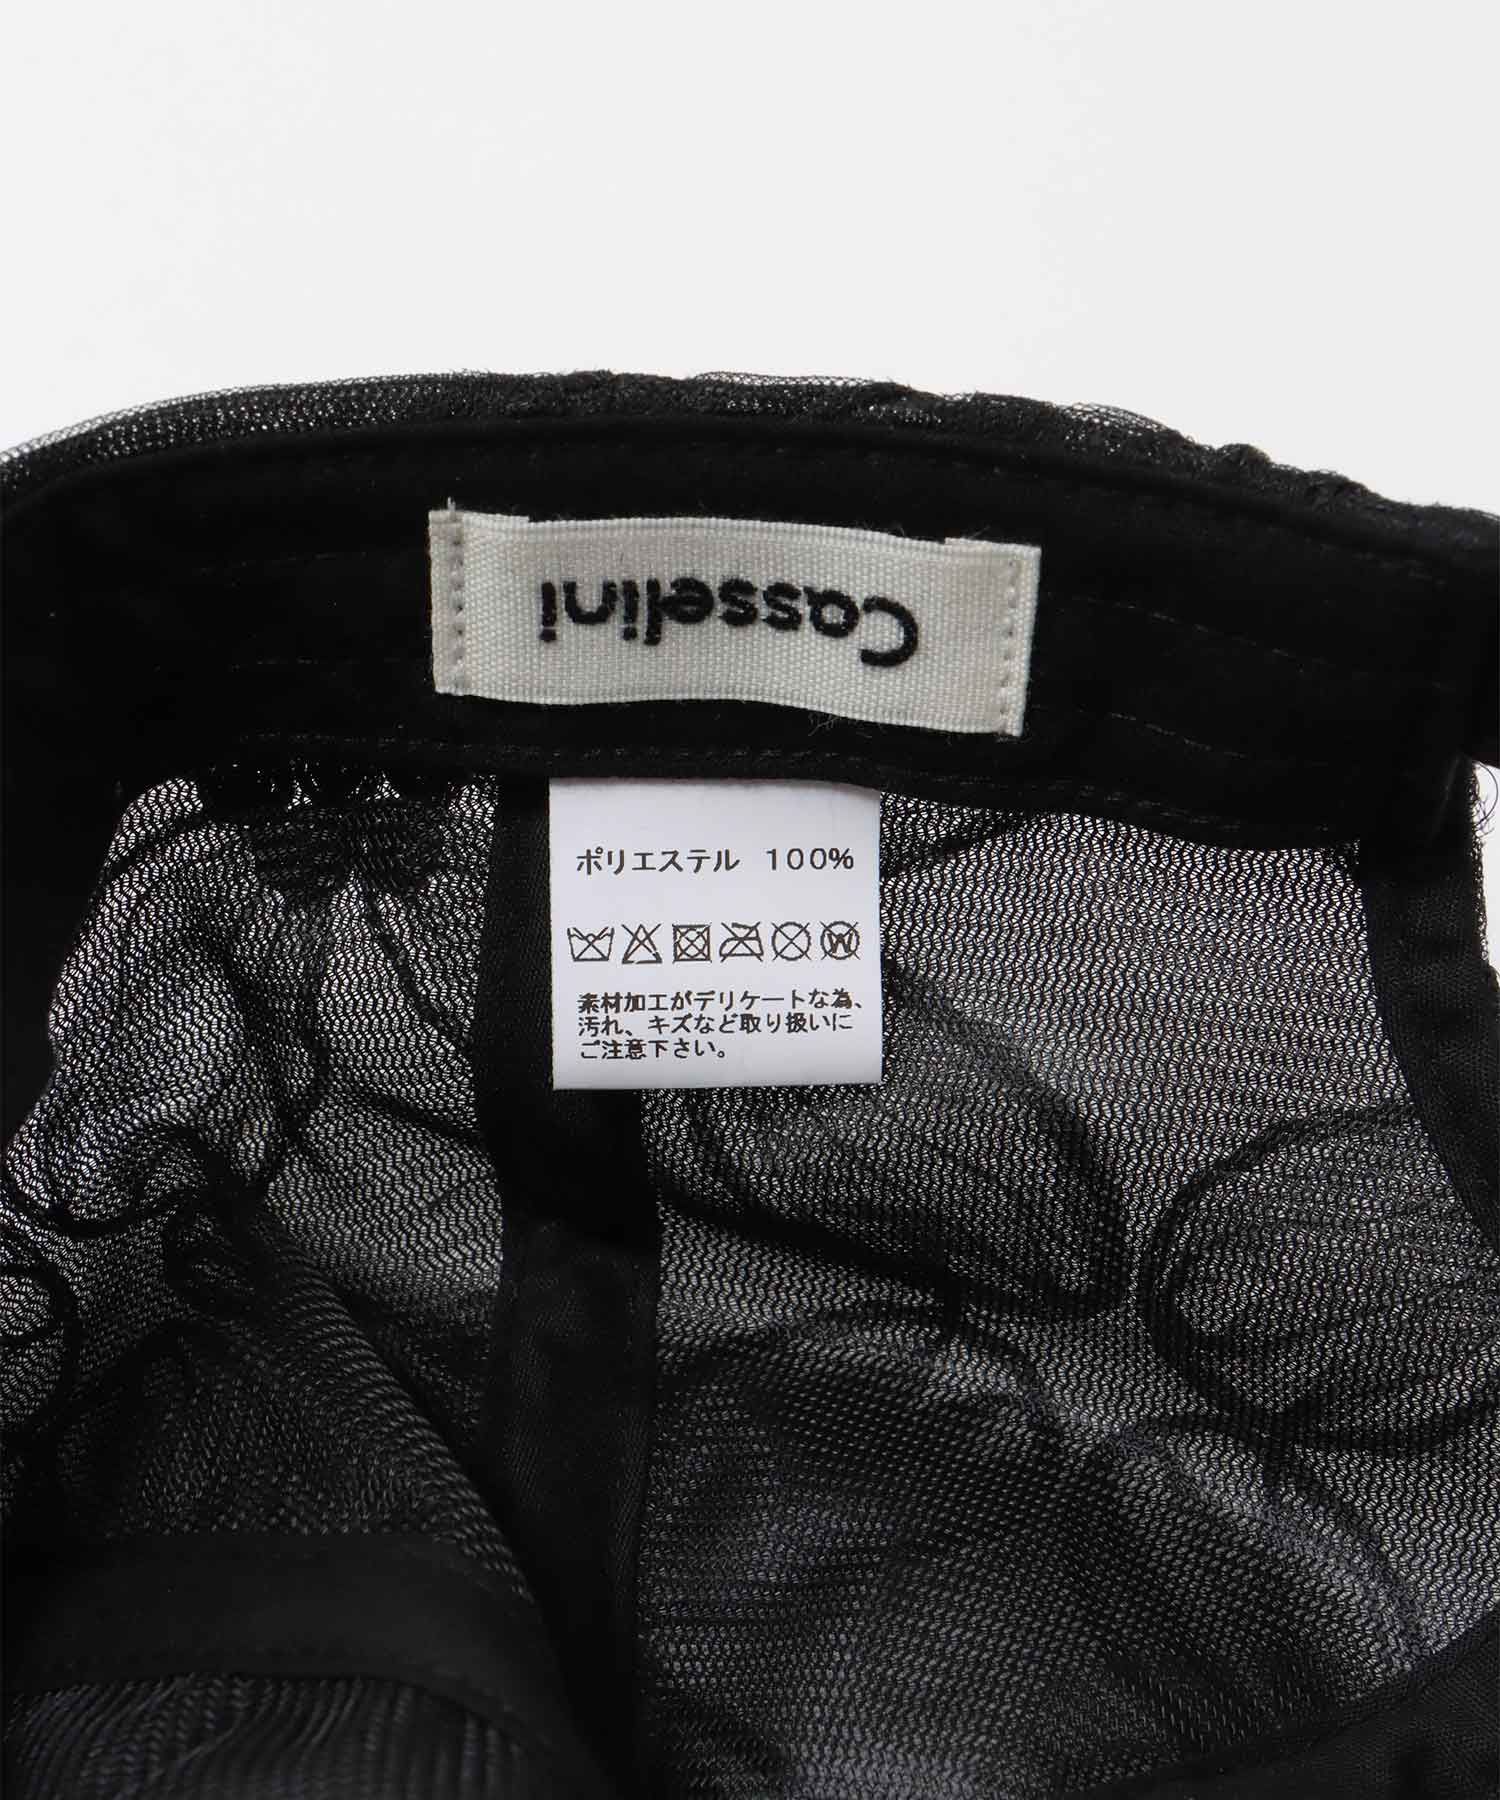 Casselini
ポリエステル 100%
W
素材加工がデリケートな為、
汚れ、キズなど取り扱いに
ご注意下さい。